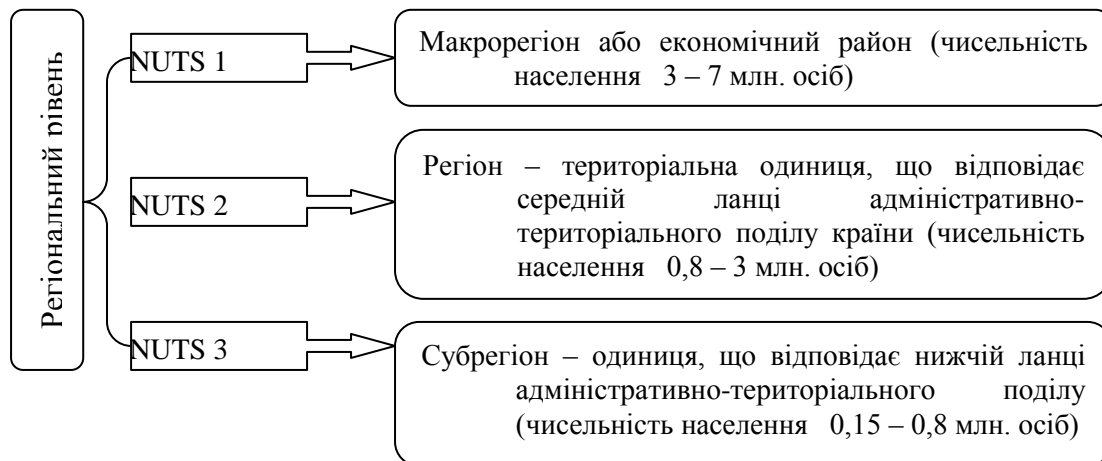 Регіональний рівень
NUTS 1
Макрорегіон або економічний район (чисельність
населення 3 – 7 млн. осіб)
NUTS 2
Регіон – територіальна одиниця, що відповідає
середній ланці адміністративно-
територіального поділу країни (чисельність
населення 0,8 – 3 млн. осіб)
NUTS 3
Субрегіон – одиниця, що відповідає нижчій ланці
адміністративно-територіального поділу
(чисельність населення 0,15 – 0,8 млн. осіб)